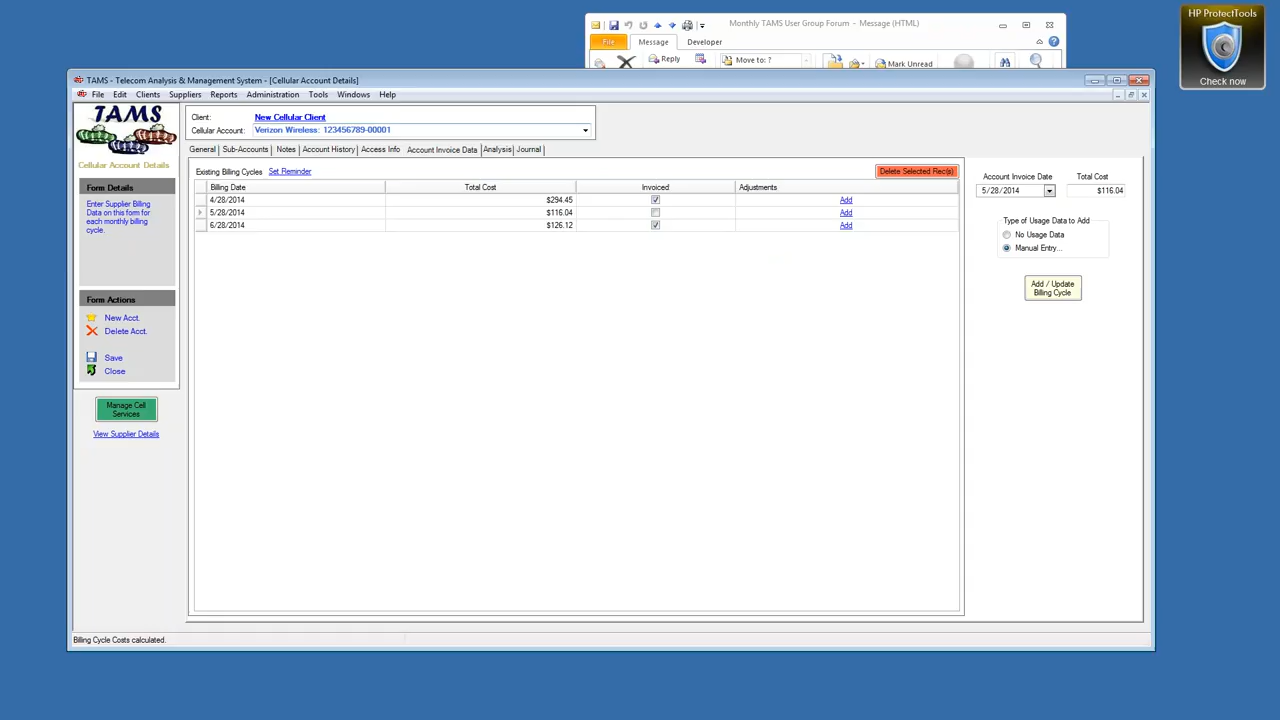 HP ProtectTools
Check now
Monthly TAMS User Group Forum - Message (HTML)
File Message Developer
Reply Move to: ? Mark Unread
TAMS - Telecom Analysis & Management System - [Cellular Account Details]
File Edit Clients Suppliers Reports Administration Tools Windows Help
TAMS
Cellular Account Details
Client: New Cellular Client
Cellular Account: Verizon Wireless: 123456789-00001
General Sub-Accounts Notes Account History Access Info Account Invoice Data Analysis Journal
Form Details
Enter Supplier Billing
Data on this form for
each monthly billing
cycle.
Form Actions
New Acct.
Delete Acct.
Save
Close
Manage Cell
Services
View Supplier Details
Existing Billing Cycles Set Reminder Delete Selected Rec(s)
Billing Date Total Cost Invoiced Adjustments
4/28/2014 $294.45 Add
5/28/2014 $116.04 Add
6/28/2014 $126.12 Add
Account Invoice Date Total Cost
5/28/2014 $116.04
Type of Usage Data to Add
No Usage Data
Manual Entry...
Add / Update
Billing Cycle
Billing Cycle Costs calculated.